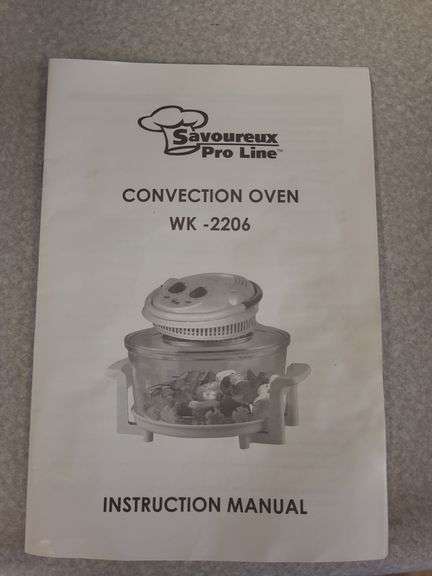 Savoureux
Pro Line™
CONVECTION OVEN
WK -2206
INSTRUCTION MANUAL